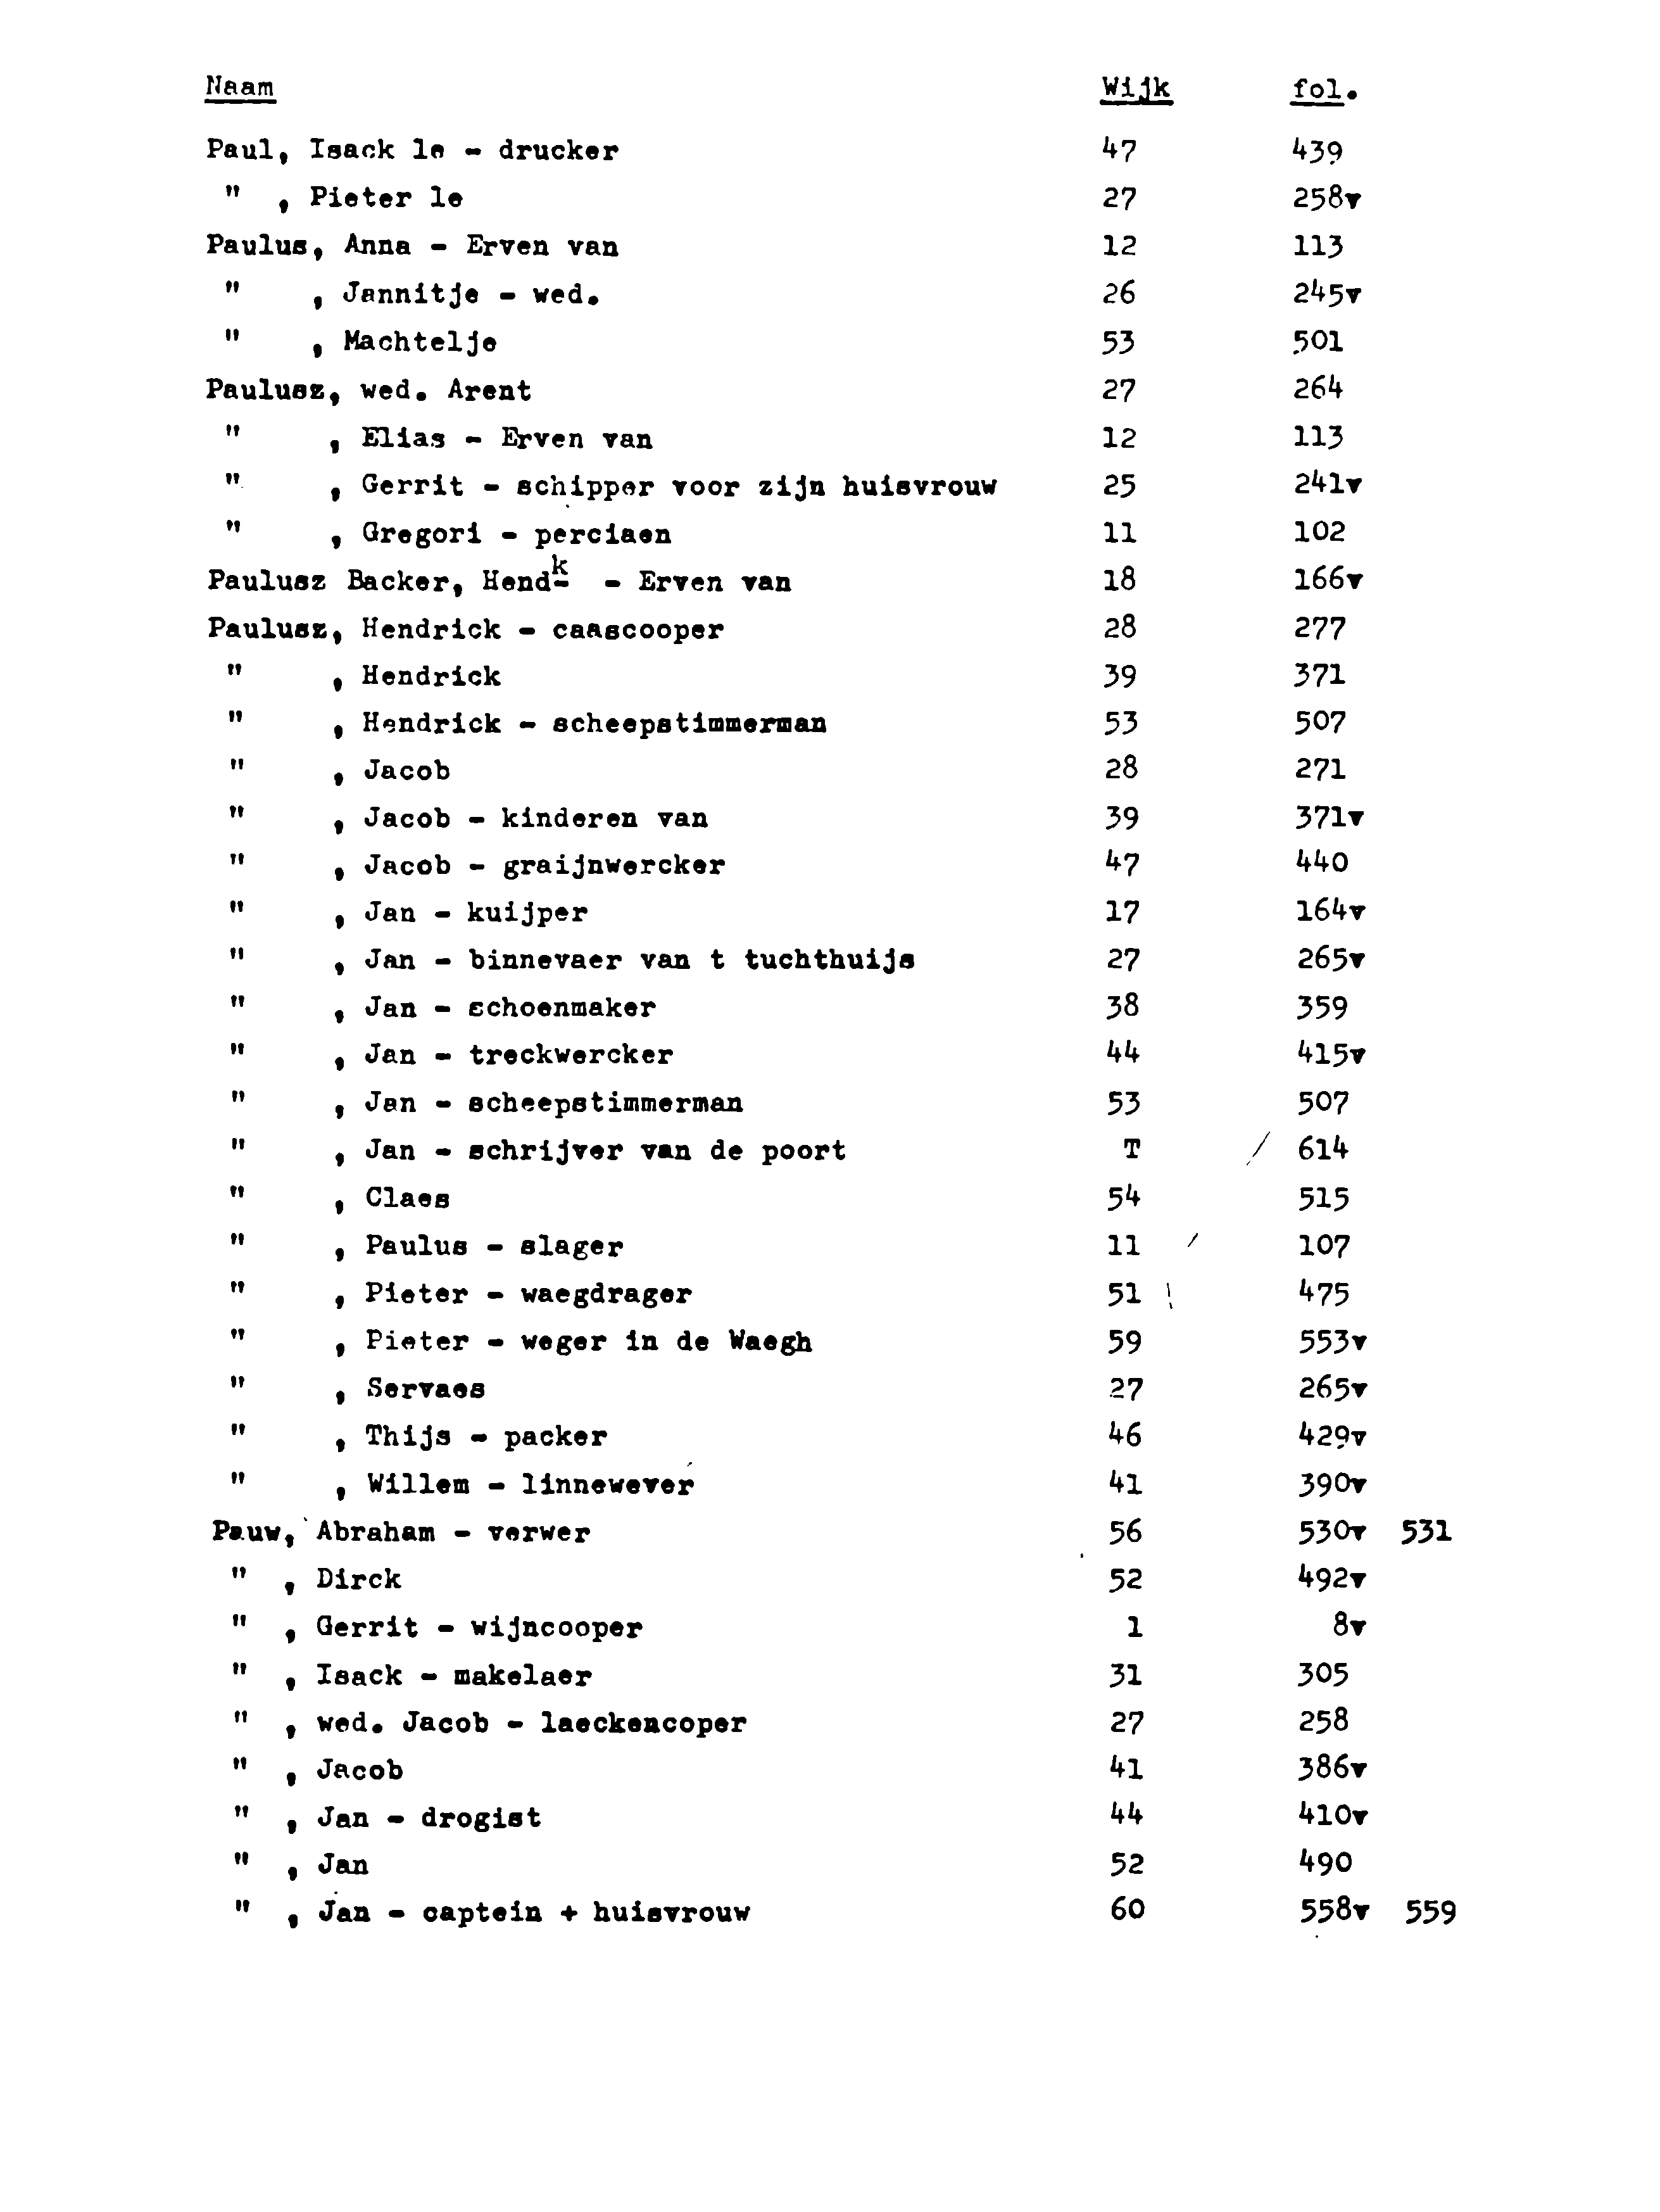 Naam Wijk fol.
Paul, Isack le - drucker 47 439
" , Pieter le 27 258v
Paulus, Anna - Erven van 12 113
" , Jannitje - wed. 26 245v
" , Machtelje 53 501
Paulusz, wed. Arent 27 264
" , Elias - Erven van 12 113
" , Gerrit - schipper voor zijn huisvrouw 25 241v
" , Gregori - perciaen 11 102
Paulusz Backer, Hendk - Erven van 18 166v
Paulusz, Hendrick - caascooper 28 277
" , Hendrick 39 371
" , Hendrick - scheepstimmerman 53 507
" , Jacob 28 271
" , Jacob - kinderen van 39 371v
" , Jacob - graijnwercker 47 440
" , Jan - kuijper 17 164v
" , Jan - binnevaer van t tuchthuijs 27 265v
" , Jan - schoenmaker 38 359
" , Jan - treckwercker 44 415v
" , Jan - scheepstimmerman 53 507
" , Jan - schrijver van de poort T / 614
" , Claes 54 515
" , Paulus - slager 11 107
" , Pieter - waegdrager 51 475
" , Pieter - weger in de Waegh 59 553v
" , Servaes 27 265v
" , Thijs - packer 46 429v
" , Willem - linnewever 41 390v
Pauw, Abraham - verwer 56 530v 531
" , Dirck 52 492v
" , Gerrit - wijncooper 1 8v
" , Isack - makelaer 31 305
" , wed. Jacob - laeckencoper 27 258
" , Jacob 41 386v
" , Jan - drogist 44 410v
" , Jan 52 490
" , Jan - captein + huisvrouw 60 558v 559